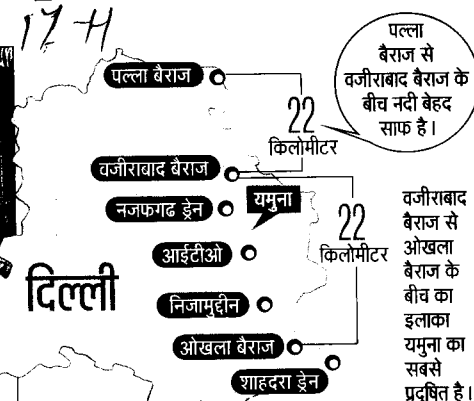 17-H
पल्ला बैराज
पल्ला
बैराज से
वजीराबाद बैराज के
बीच नदी बेहद
साफ है।
22
किलोमीटर
वजीराबाद बैराज
नजफगढ ड्रेन
यमुना
आईटीओ
22
किलोमीटर
दिल्ली
निजामुद्दीन
ओखला बैराज
शाहदरा ड्रेन
वजीराबाद
बैराज से
ओखला
बैराज के
बीच का
इलाका
यमुना का
सबसे
प्रदूषित है।